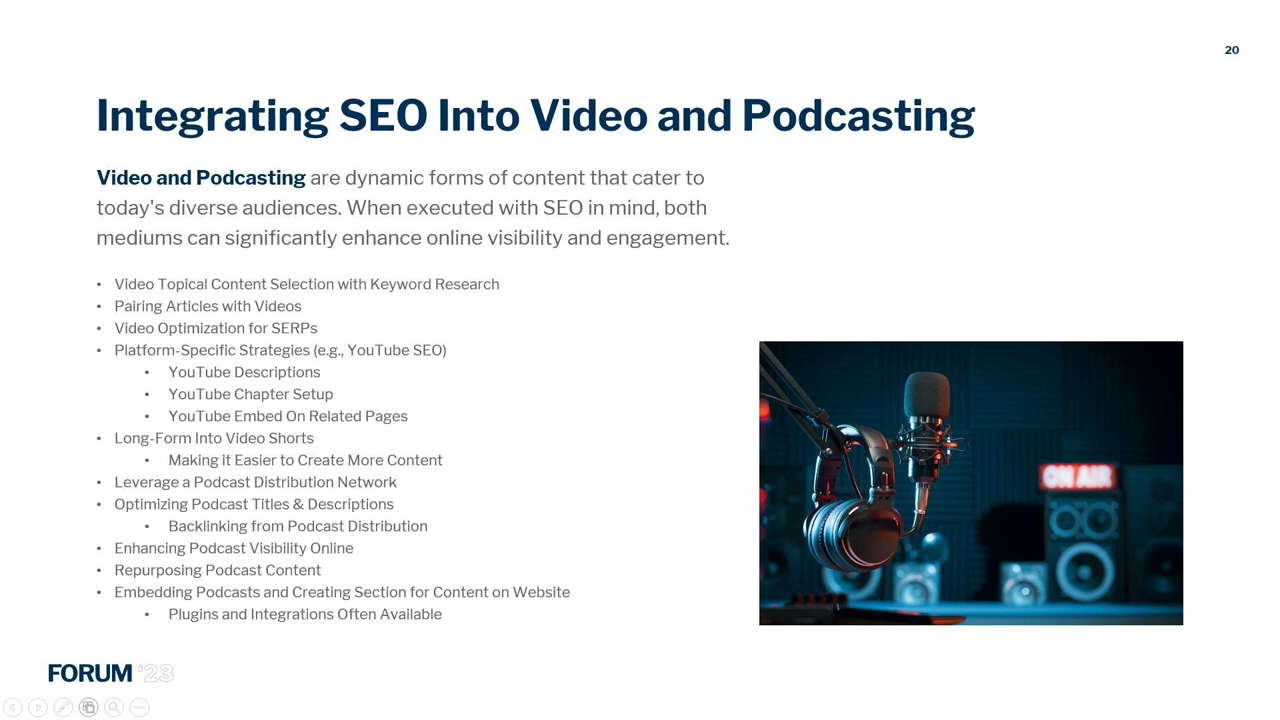 20
Integrating SEO Into Video and Podcasting
Video and Podcasting are dynamic forms of content that cater to
today's diverse audiences. When executed with SEO in mind, both
mediums can significantly enhance online visibility and engagement.
• Video Topical Content Selection with Keyword Research
• Pairing Articles with Videos
• Video Optimization for SERPs
• Platform-Specific Strategies (e.g., YouTube SEO)
• YouTube Descriptions
• YouTube Chapter Setup
• YouTube Embed On Related Pages
• Long-Form Into Video Shorts
• Making it Easier to Create More Content
• Leverage a Podcast Distribution Network
• Optimizing Podcast Titles & Descriptions
• Backlinking from Podcast Distribution
• Enhancing Podcast Visibility Online
• Repurposing Podcast Content
• Embedding Podcasts and Creating Section for Content on Website
• Plugins and Integrations Often Available
ON AIR
FORUM '23